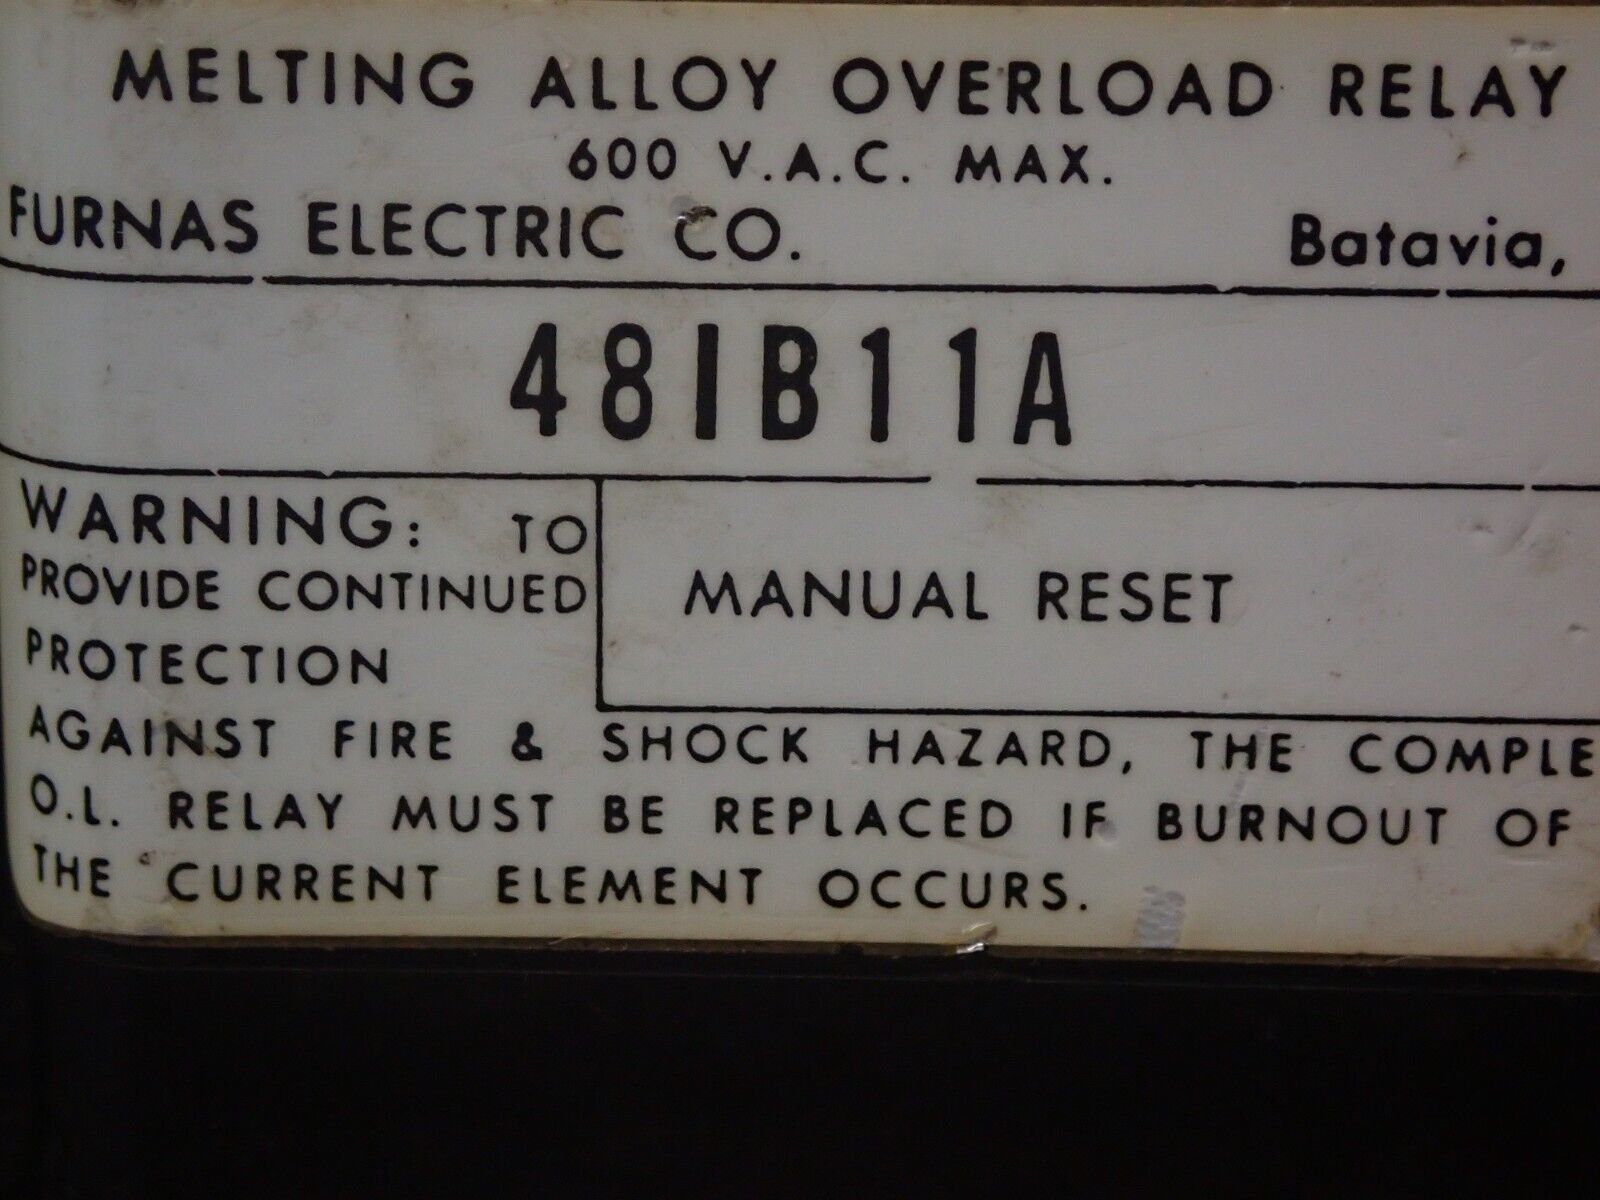 MELTING ALLOY OVERLOAD RELAY
600 V.A.C. MAX.
FURNAS ELECTRIC CO. Batavia,
48IB11A
WARNING: TO
PROVIDE CONTINUED
PROTECTION
MANUAL RESET
AGAINST FIRE & SHOCK HAZARD, THE COMPLE
O.L. RELAY MUST BE REPLACED IF BURNOUT OF
THE CURRENT ELEMENT OCCURS.